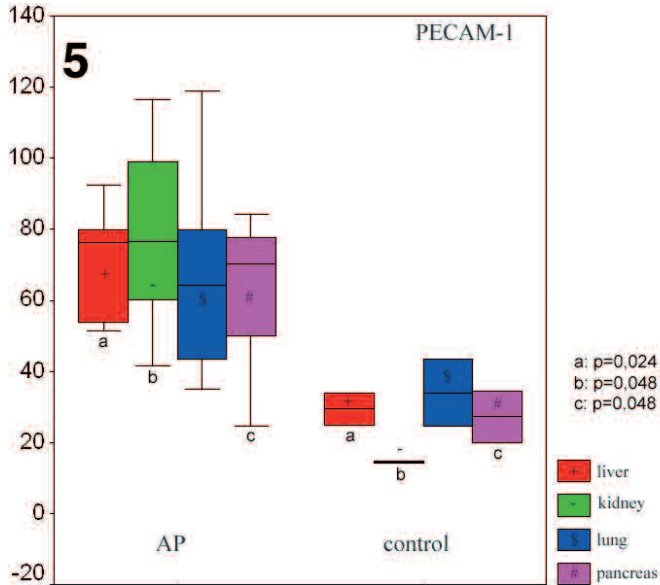 5
PECAM-1
140
120
100
80
60
40
20
0
-20
+
-
$
#
a
b
c
+
-
$
#
a
b
c
AP
control
a: p=0,024
b: p=0,048
c: p=0,048
+ liver
- kidney
$ lung
# pancreas